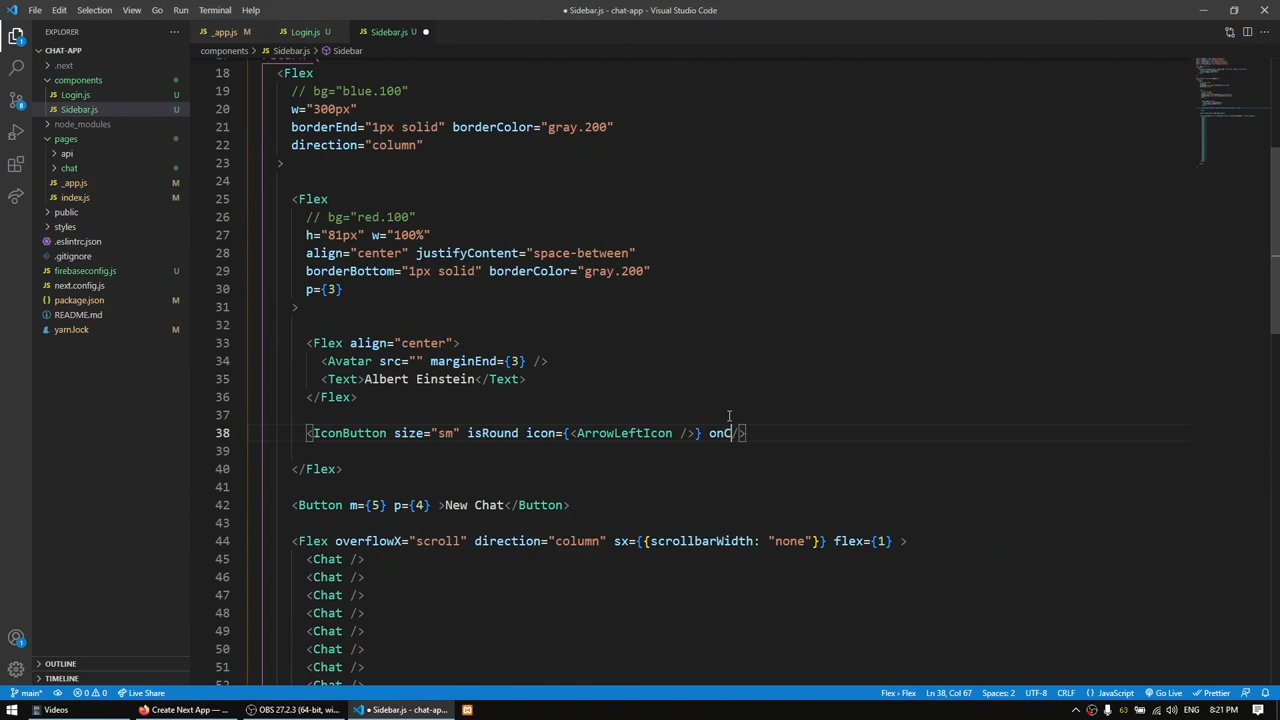 File Edit Selection View Go Run Terminal Help
● Sidebar.js - chat-app - Visual Studio Code
EXPLORER
_app.js M
Login.js U
Sidebar.js U
components > Sidebar.js > Sidebar
CHAT-APP
.next
components
Login.js U
Sidebar.js U
node_modules
pages
api
chat
_app.js M
index.js M
public
styles
.eslintrc.json
.gitignore
firebaseconfig.js U
next.config.js
package.json M
README.md
yarn.lock M
OUTLINE
TIMELINE
18 <Flex
19 // bg="blue.100"
20 w="300px"
21 borderEnd="1px solid" borderColor="gray.200"
22 direction="column"
23 >
24
25 <Flex
26 // bg="red.100"
27 h="81px" w="100%"
28 align="center" justifyContent="space-between"
29 borderBottom="1px solid" borderColor="gray.200"
30 p={3}
31 >
32
33 <Flex align="center">
34 <Avatar src="" marginEnd={3} />
35 <Text>Albert Einstein</Text>
36 </Flex>
37
38 <IconButton size="sm" isRound icon={<ArrowLeftIcon />} onC/>
39
40 </Flex>
41
42 <Button m={5} p={4} >New Chat</Button>
43
44 <Flex overflowX="scroll" direction="column" sx={{scrollbarWidth: "none"}} flex={1} >
45 <Chat />
46 <Chat />
47 <Chat />
48 <Chat />
49 <Chat />
50 <Chat />
51 <Chat />
main* 0 0 Live Share
Flex › Flex Ln 38, Col 67 Spaces: 2 UTF-8 CRLF JavaScript Go Live Prettier
Videos
Create Next App — ...
OBS 27.2.3 (64-bit, wi...
● Sidebar.js - chat-app...
63
ENG 8:21 PM